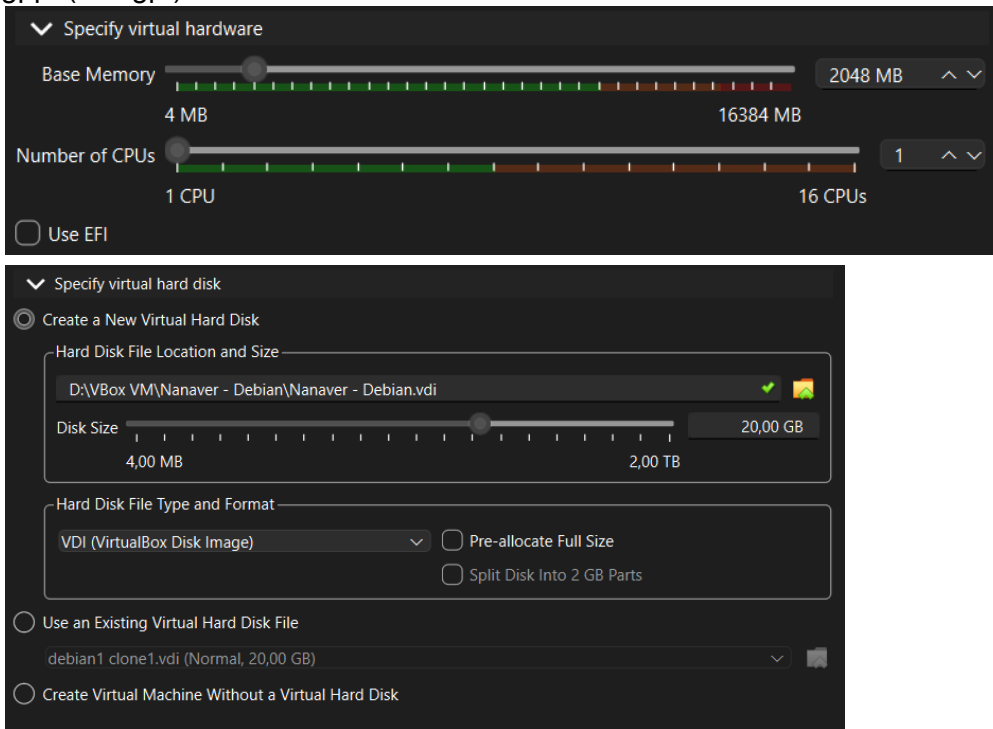 Specify virtual hardware
Base Memory 2048 MB
4 MB 16384 MB
Number of CPUs 1
1 CPU 16 CPUs
Use EFI
Specify virtual hard disk
Create a New Virtual Hard Disk
Hard Disk File Location and Size
D:\VBox VM\Nanaver - Debian\Nanaver - Debian.vdi
Disk Size 20,00 GB
4,00 MB 2,00 TB
Hard Disk File Type and Format
VDI (VirtualBox Disk Image) Pre-allocate Full Size
Split Disk Into 2 GB Parts
Use an Existing Virtual Hard Disk File
debian1 clone1.vdi (Normal, 20,00 GB)
Create Virtual Machine Without a Virtual Hard Disk